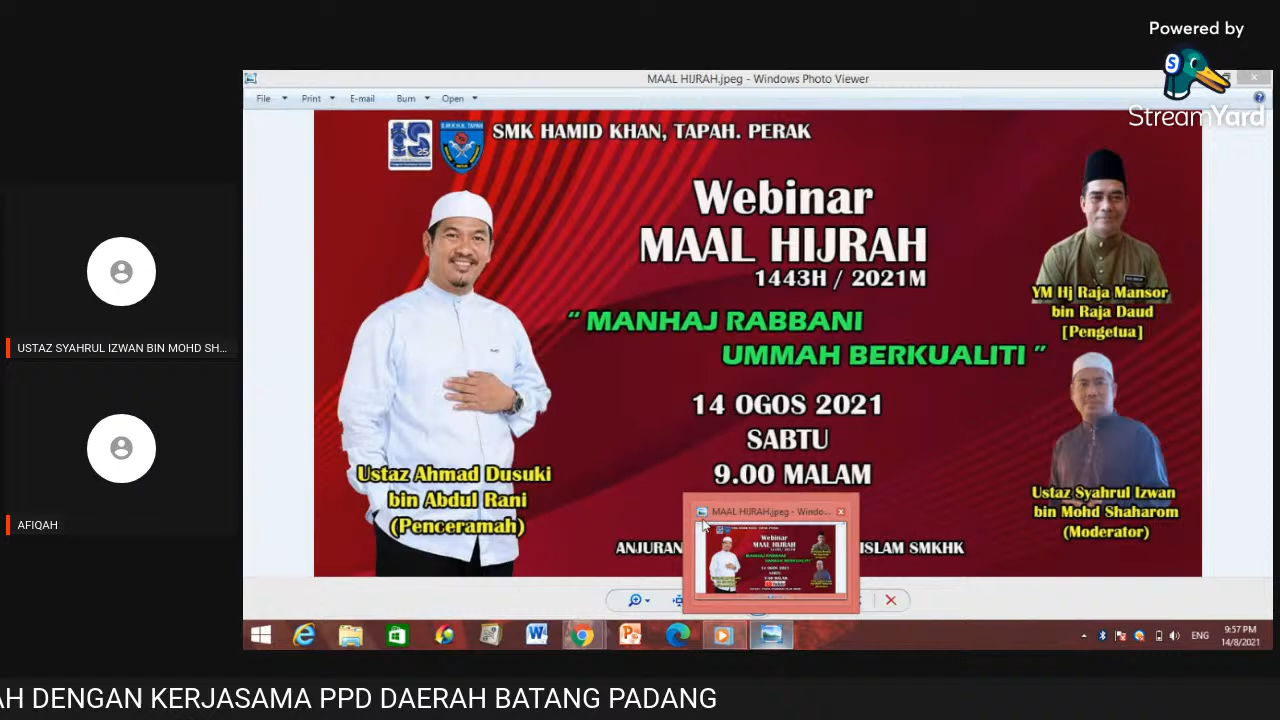 Powered by
StreamYard
MAAL HIJRAH.jpeg - Windows Photo Viewer
File Print E-mail Burn Open
SMK HAMID KHAN, TAPAH. PERAK
Webinar
MAAL HIJRAH
1443H / 2021M
“ MANHAJ RABBANI
UMMAH BERKUALITI ”
14 OGOS 2021
SABTU
9.00 MALAM
YM Hj Raja Mansor
bin Raja Daud
[Pengetua]
Ustaz Ahmad Dusuki
bin Abdul Rani
(Penceramah)
Ustaz Syahrul Izwan
bin Mohd Shaharom
(Moderator)
MAAL HIJRAH.jpeg - Windo...
Webinar
MAAL HIJRAH
ANJURAN ISLAM SMKHK
USTAZ SYAHRUL IZWAN BIN MOHD SH...
AFIQAH
ENG
9:57 PM
14/8/2021
AH DENGAN KERJASAMA PPD DAERAH BATANG PADANG